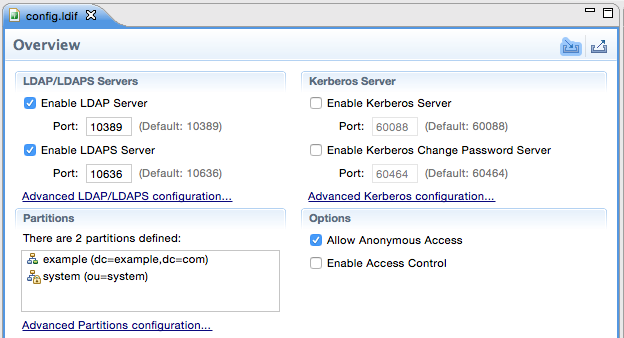 config.ldif
Overview
LDAP/LDAPS Servers
Enable LDAP Server
Port: 10389 (Default: 10389)
Enable LDAPS Server
Port: 10636 (Default: 10636)
Advanced LDAP/LDAPS configuration...
Kerberos Server
Enable Kerberos Server
Port: 60088 (Default: 60088)
Enable Kerberos Change Password Server
Port: 60464 (Default: 60464)
Advanced Kerberos configuration...
Partitions
There are 2 partitions defined:
example (dc=example,dc=com)
system (ou=system)
Advanced Partitions configuration...
Options
Allow Anonymous Access
Enable Access Control